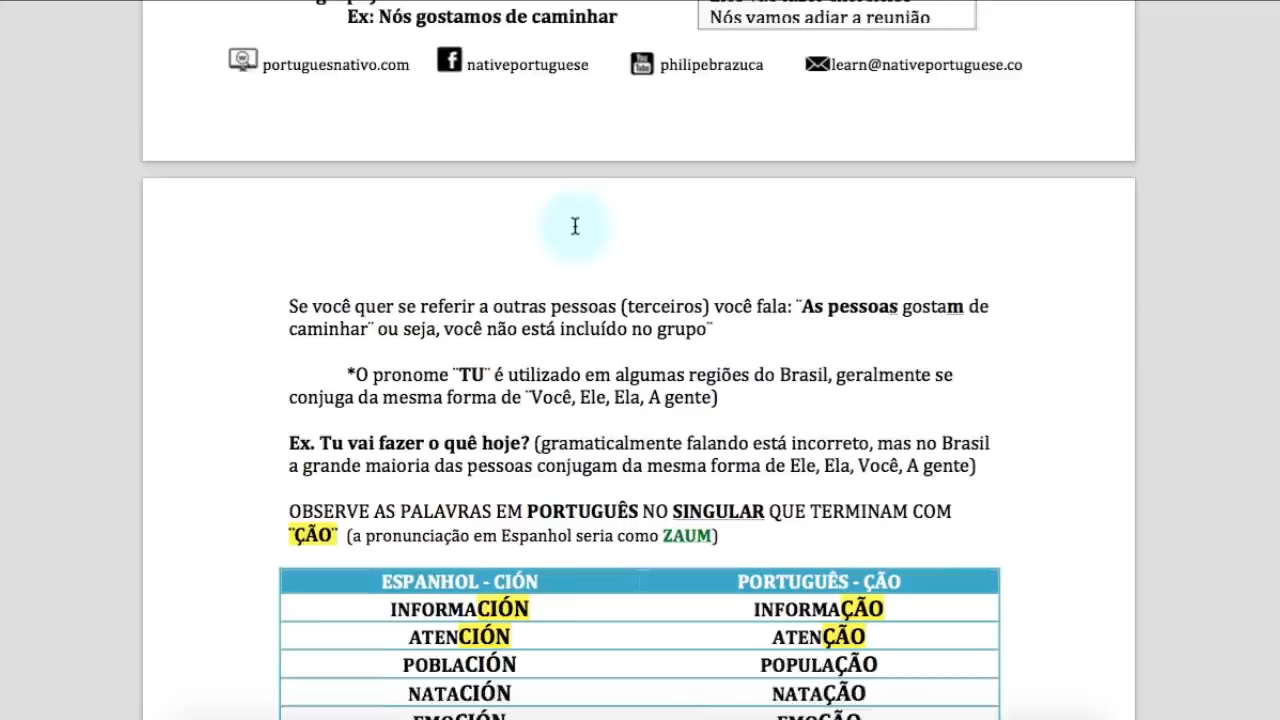 Ex: Nós gostamos de caminhar
Nós vamos adiar a reunião
portuguesnativo.com nativeportuguese philipebrazuca learn@nativeportuguese.co
Se você quer se referir a outras pessoas (terceiros) você fala: ¨As pessoas gostam de
caminhar¨ ou seja, você não está incluído no grupo¨
*O pronome ¨TU¨ é utilizado em algumas regiões do Brasil, geralmente se
conjuga da mesma forma de ¨Você, Ele, Ela, A gente)
Ex. Tu vai fazer o quê hoje? (gramaticalmente falando está incorreto, mas no Brasil
a grande maioria das pessoas conjugam da mesma forma de Ele, Ela, Você, A gente)
OBSERVE AS PALAVRAS EM PORTUGUÊS NO SINGULAR QUE TERMINAM COM
¨ÇÃO¨ (a pronunciação em Espanhol seria como ZAUM)
ESPANHOL - CIÓN PORTUGUÊS - ÇÃO
INFORMACIÓN INFORMAÇÃO
ATENCIÓN ATENÇÃO
POBLACIÓN POPULAÇÃO
NATACIÓN NATAÇÃO
EMOCIÓN EMOÇÃO